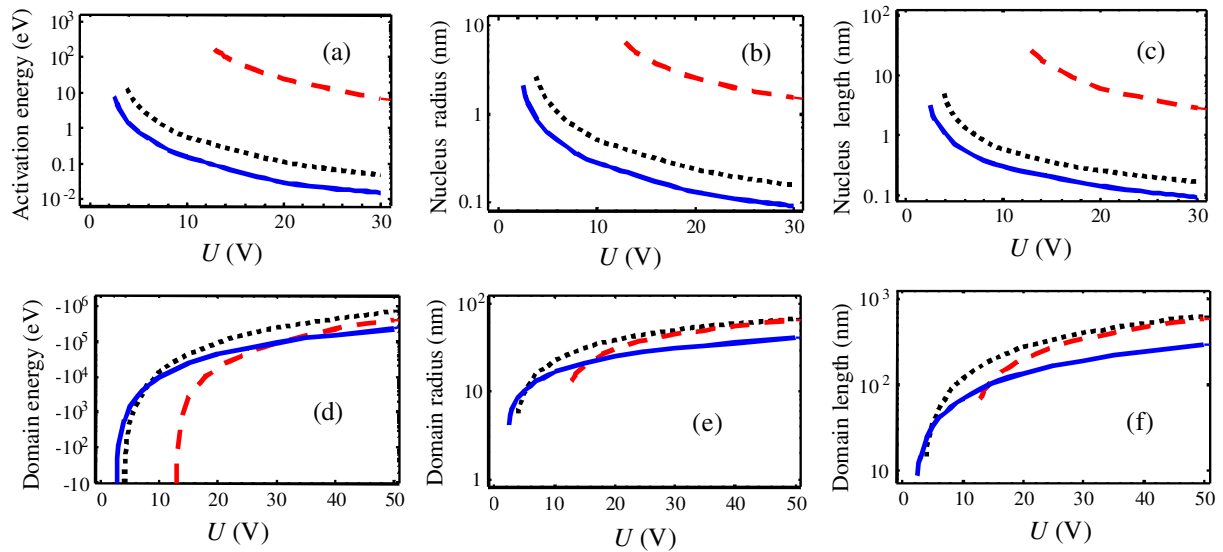 Activation energy (eV)
10³
10²
10
1
0.1
10⁻²
0 10 20 30
U (V)
(a)
Nucleus radius (nm)
10
1
0.1
0 10 20 30
U (V)
(b)
Nucleus length (nm)
10²
10
1
0.1
0 10 20 30
U (V)
(c)
Domain energy (eV)
-10⁶
-10⁵
-10⁴
-10³
-10²
-10
0 10 20 30 40 50
U (V)
(d)
Domain radius (nm)
10²
10
1
0 10 20 30 40 50
U (V)
(e)
Domain length (nm)
10³
10²
10
0 10 20 30 40 50
U (V)
(f)